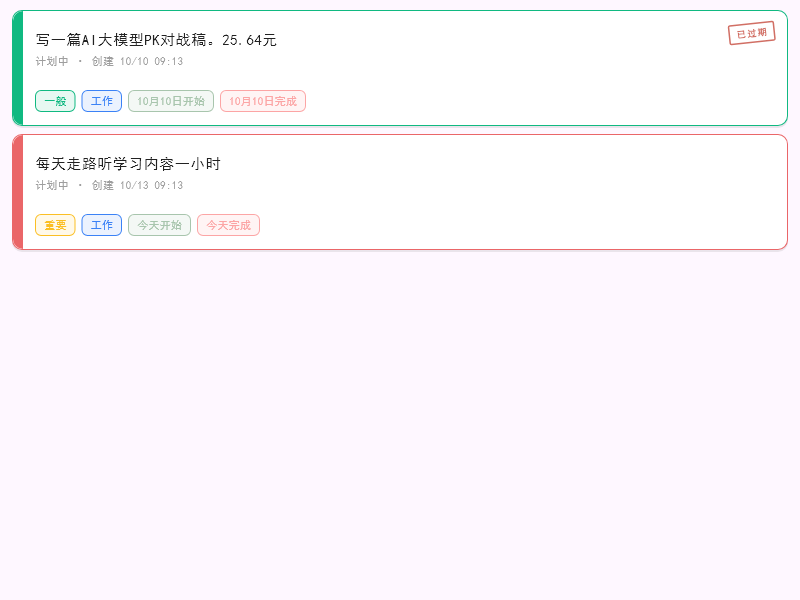 写一篇AI大模型PK对战稿。25.64元
已过期
计划中 · 创建 10/10 09:13
一般 工作 10月10日开始 10月10日完成
每天走路听学习内容一小时
计划中 · 创建 10/13 09:13
重要 工作 今天开始 今天完成